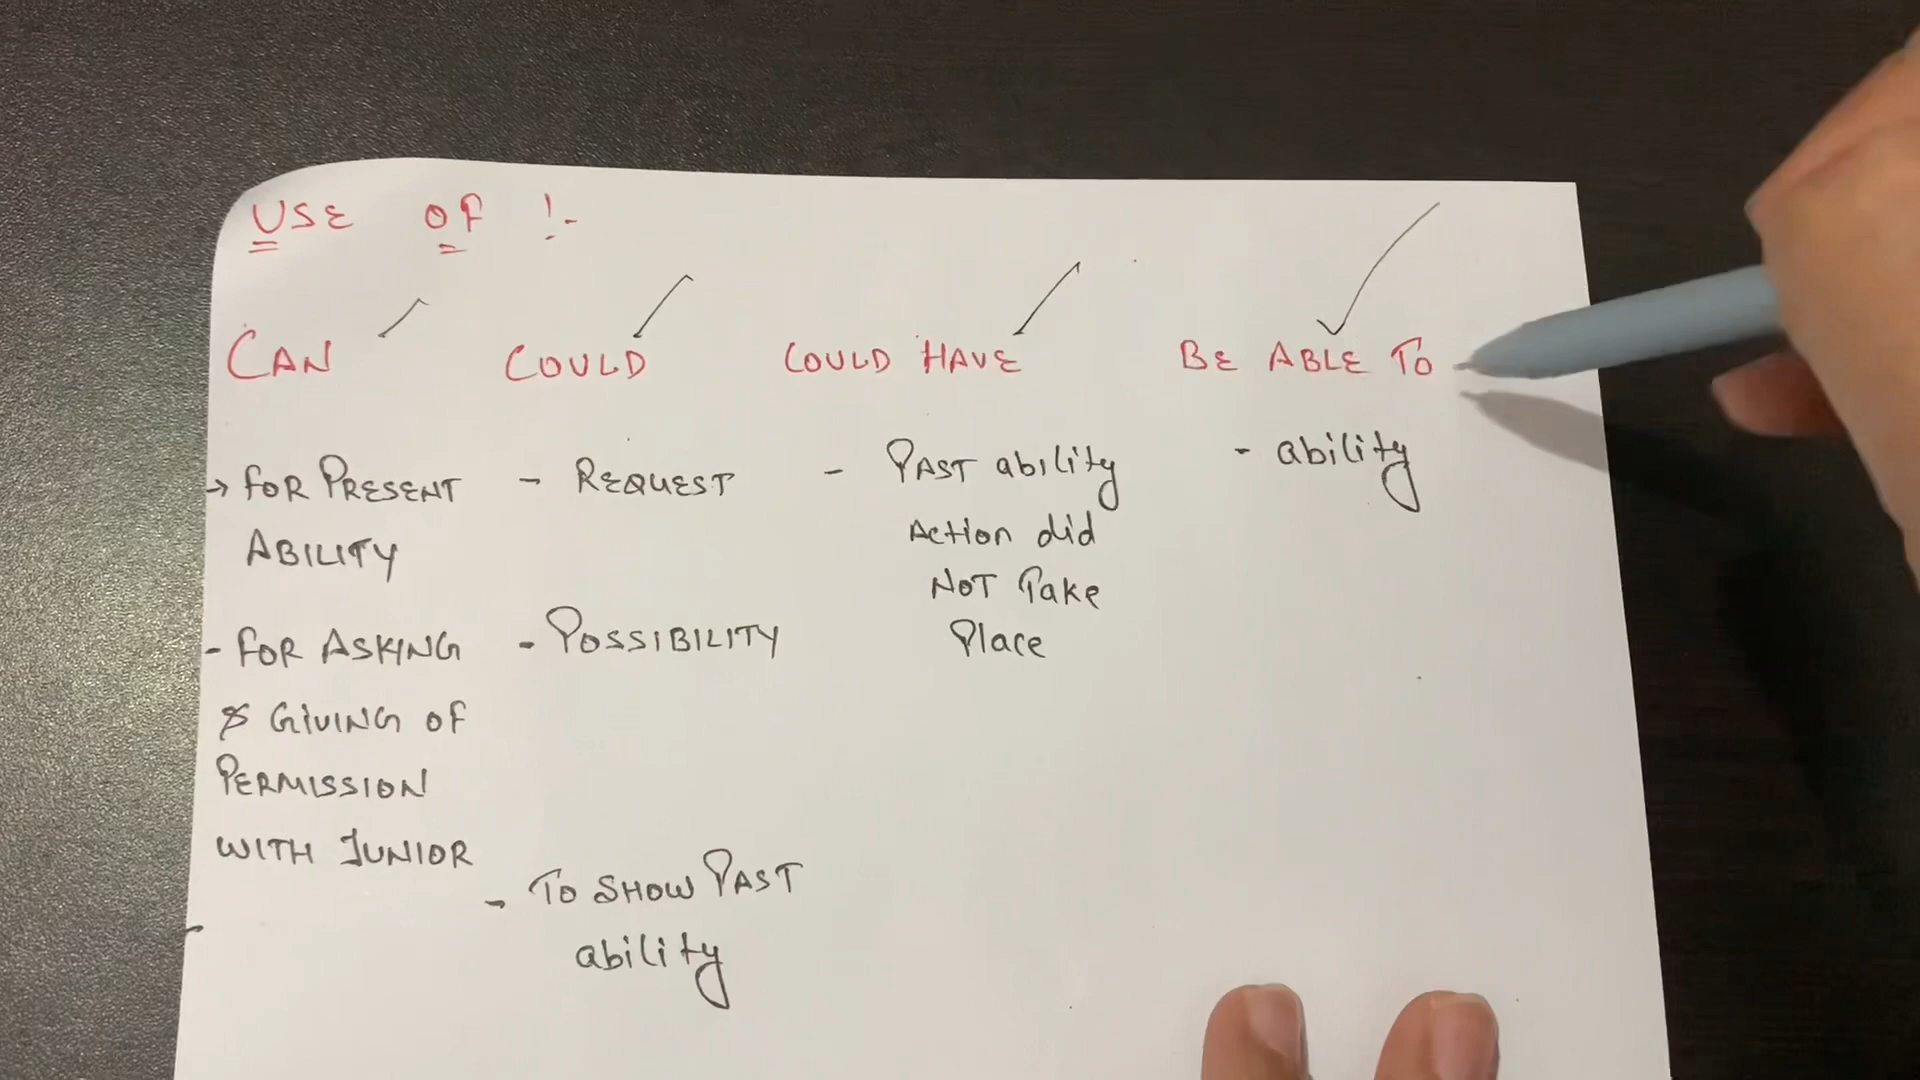 USE OF :-
CAN
COULD
COULD HAVE
BE ABLE TO
→ FOR PRESENT
ABILITY
- FOR ASKING
& GIVING OF
PERMISSION
WITH JUNIOR
-
- REQUEST
- POSSIBILITY
- TO SHOW PAST
ability
- PAST ability
Action did
NOT Take
Place
- ability